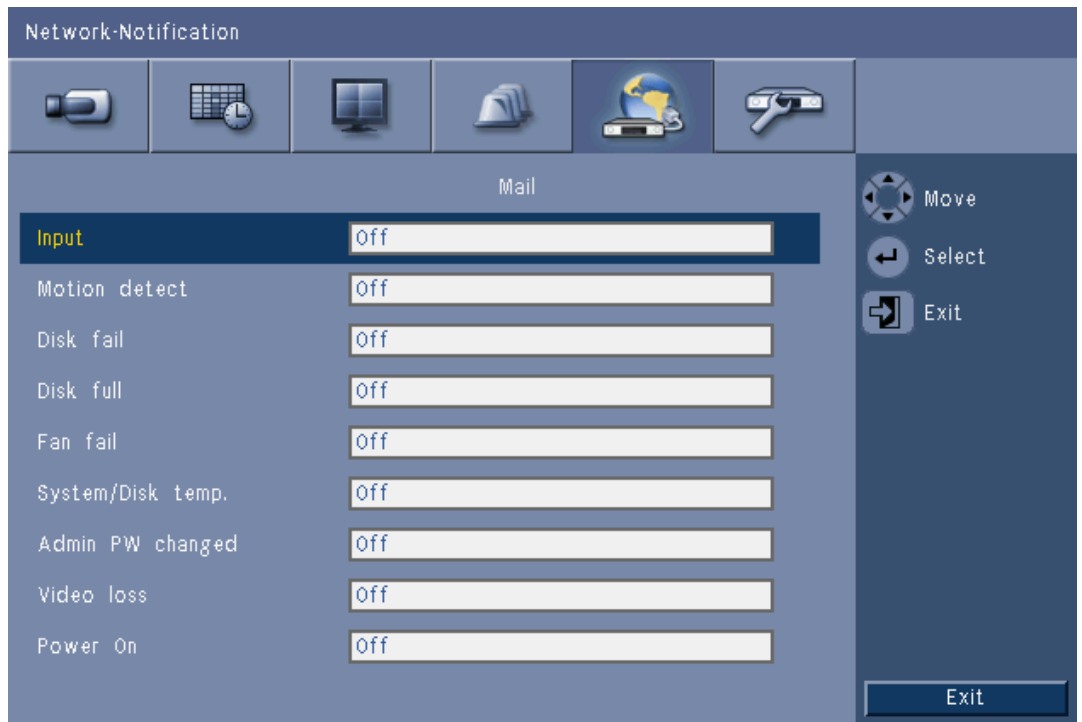 Network-Notification
Mail
Input Off
Motion detect Off
Disk fail Off
Disk full Off
Fan fail Off
System/Disk temp. Off
Admin PW changed Off
Video loss Off
Power On Off
Move
Select
Exit
Exit